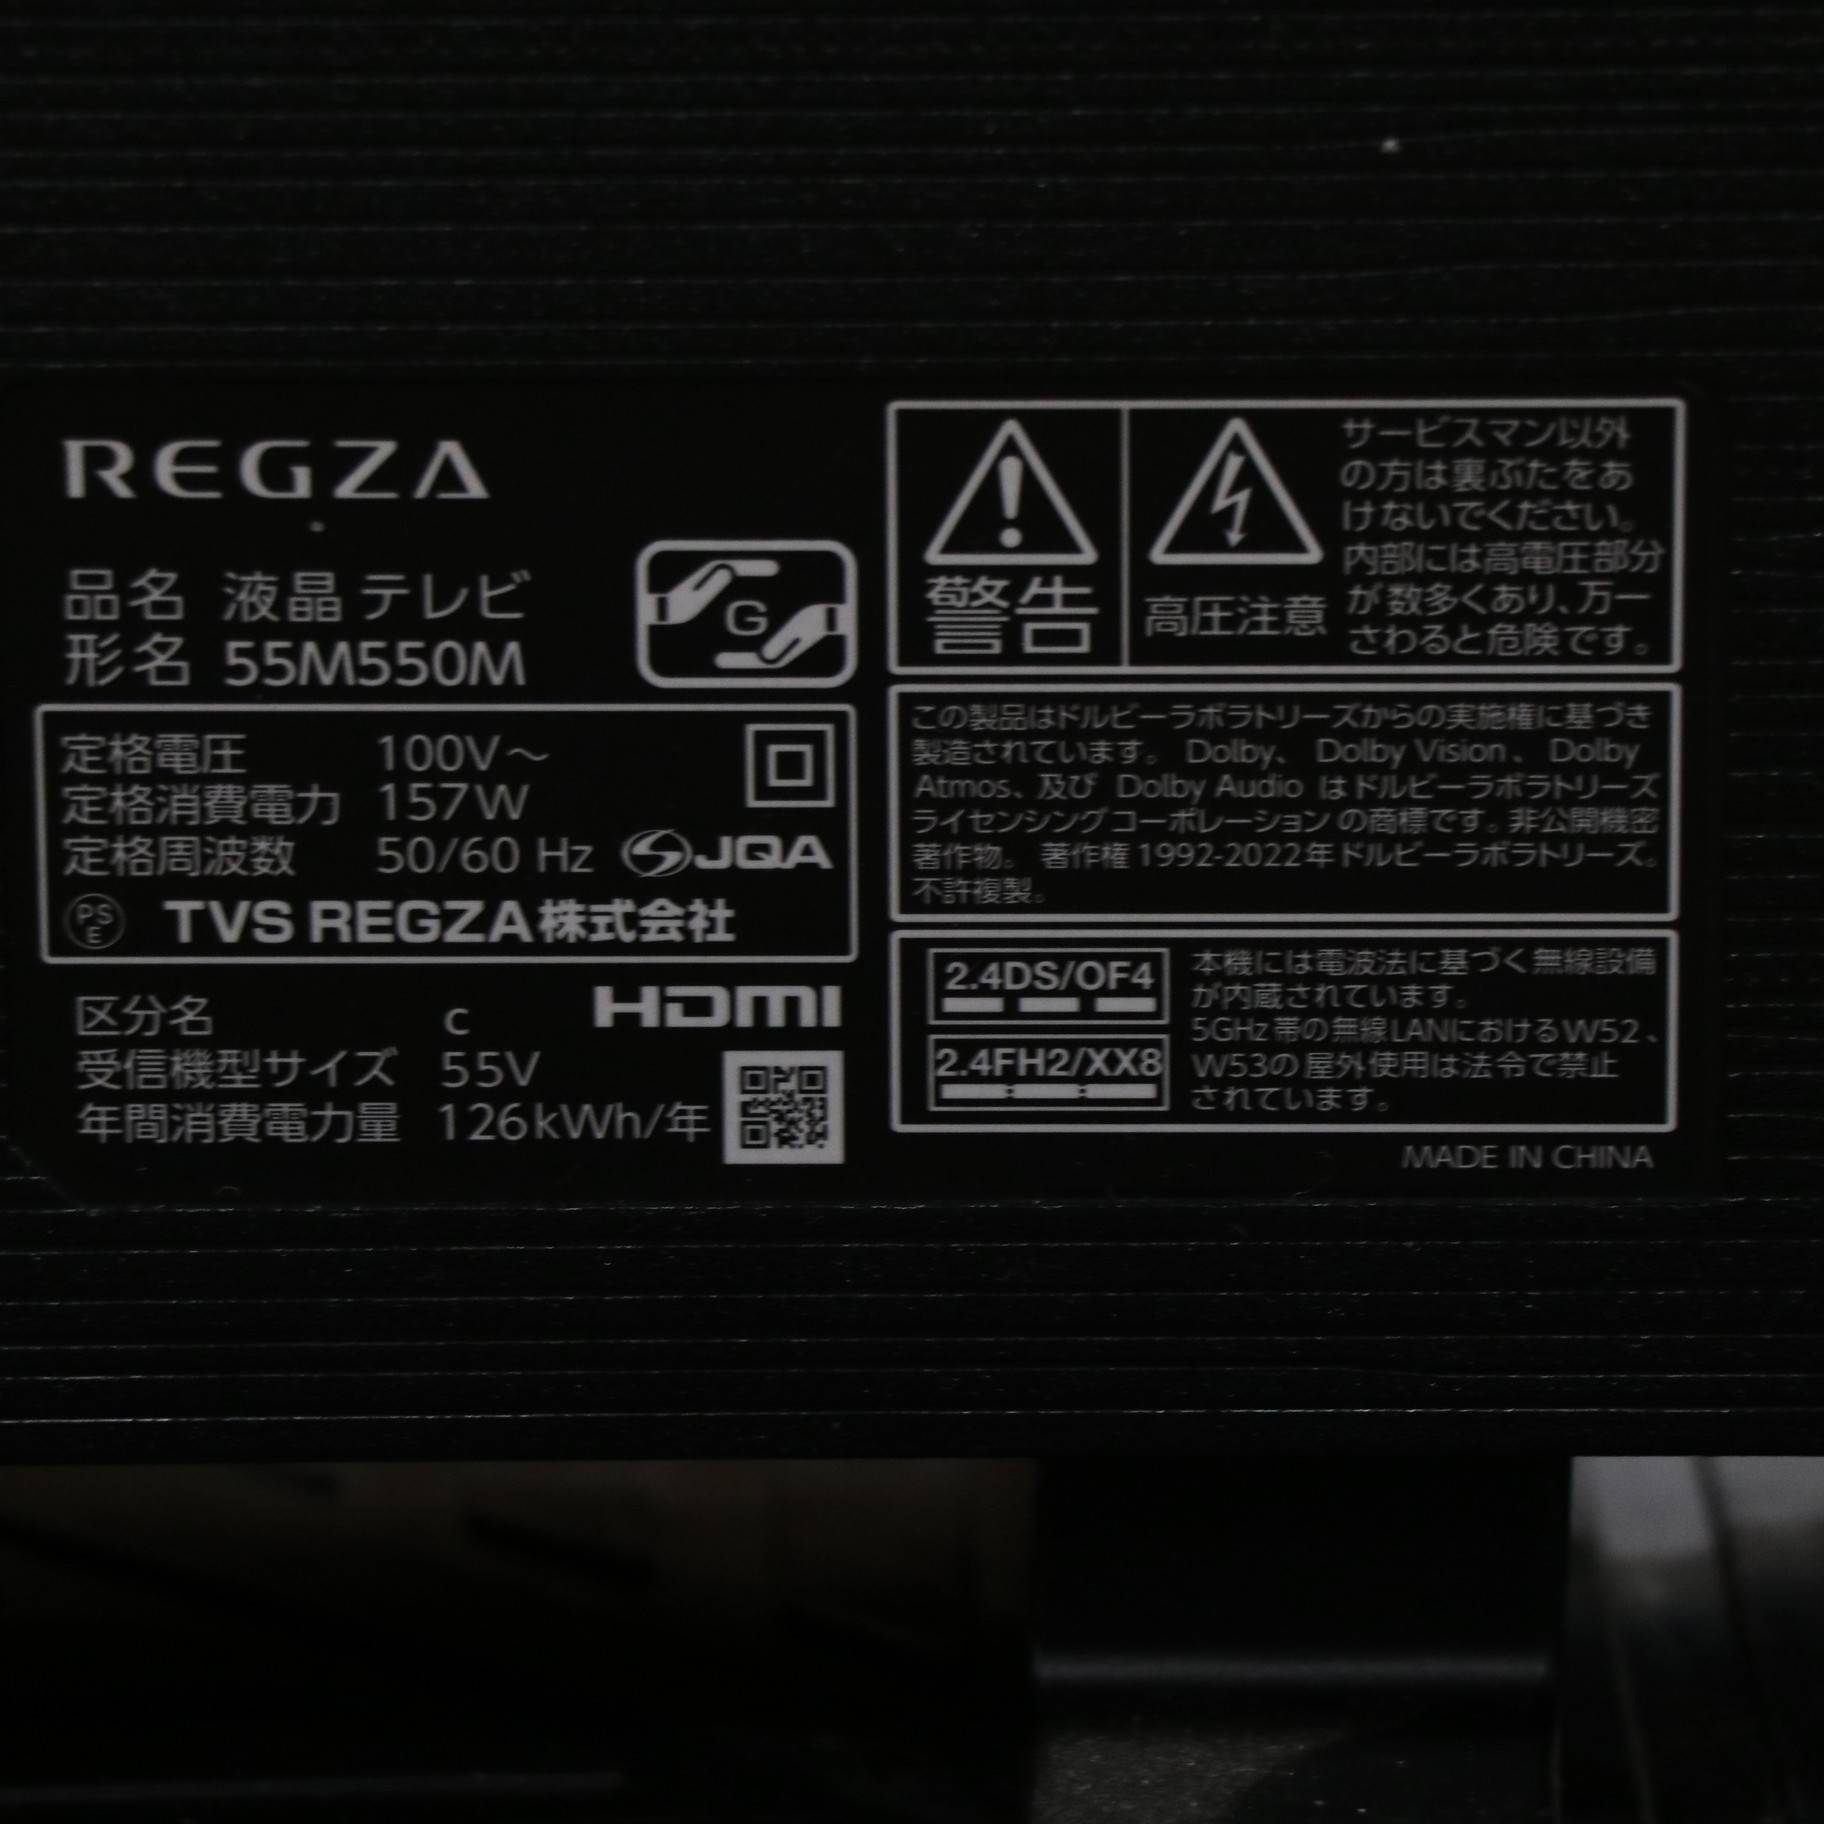 REGZA
品名 液晶テレビ
形名 55M550M
G
定格電圧 100V～
定格消費電力 157W
定格周波数 50/60 Hz
JQA
PS
E
TVS REGZA株式会社
区分名 c
HDMI
受信機型サイズ 55V
年間消費電力量 126kWh/年
警告
高圧注意
サービスマン以外
の方は裏ぶたをあ
けないでください。
内部には高電圧部分
が数多くあり、万一
さわると危険です。
この製品はドルビーラボラトリーズからの実施権に基づき
製造されています。 Dolby、 Dolby Vision、 Dolby
Atmos、及び Dolby Audio はドルビーラボラトリーズ
ライセンシングコーポレーションの商標です。非公開機密
著作物。 著作権 1992-2022年ドルビーラボラトリーズ。
不許複製。
2.4DS/OF4
2.4FH2/XX8
本機には電波法に基づく無線設備
が内蔵されています。
5GHz帯の無線LANにおけるW52、
W53の屋外使用は法令で禁止
されています。
MADE IN CHINA